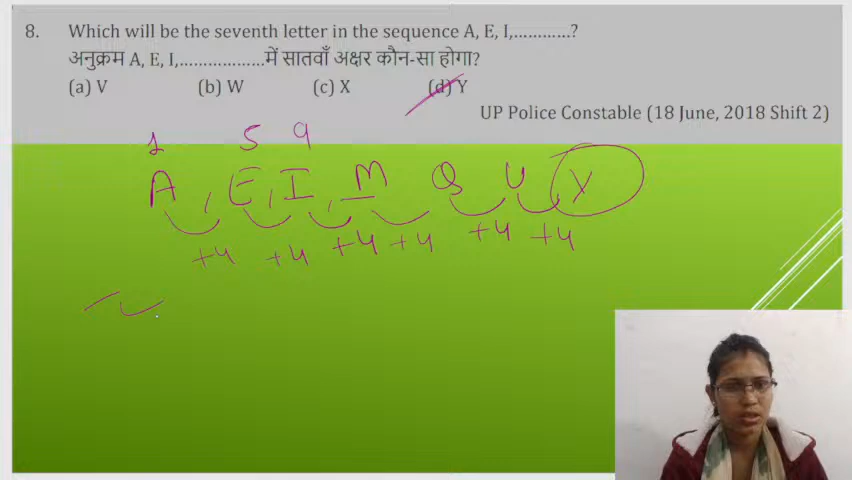 8. Which will be the seventh letter in the sequence A, E, I,…………?
अनुक्रम A, E, I,………………में सातवाँ अक्षर कौन-सा होगा?
(a) V (b) W (c) X (d) Y
UP Police Constable (18 June, 2018 Shift 2)
1 5 9
A, E, I, M Q U Y
+4 +4 +4 +4 +4 +4